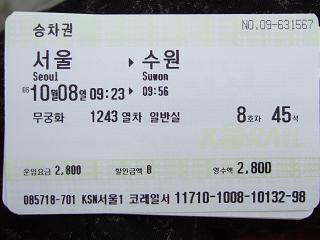 승차권 NO.09-631567
서울 ▸ 수원
Seoul Suwon
06 10월08일 09:23 ▸ 09:56
무궁화 1243 열차 일반실 8호차 45석
KORAIL
운임요금 2,800 할인금액 0 영수액 2,800
085718-701 KSN서울1 코레일서 11710-1008-10132-98